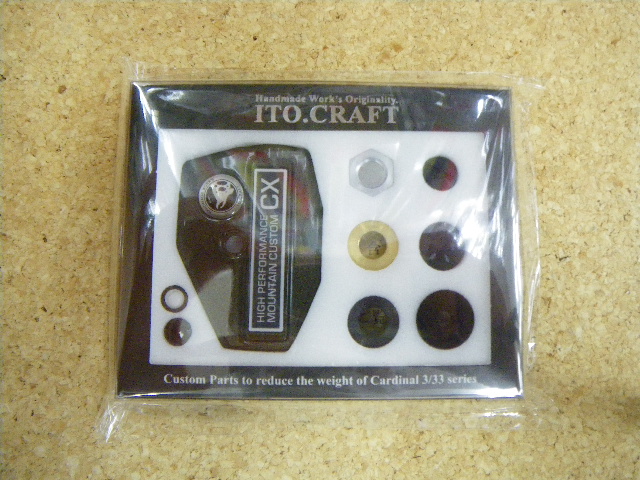 Handmade Work's Originality.
ITO.CRAFT
HIGH PERFORMANCE
MOUNTAIN CUSTOM CX
Custom Parts to reduce the weight of Cardinal 3/33 series